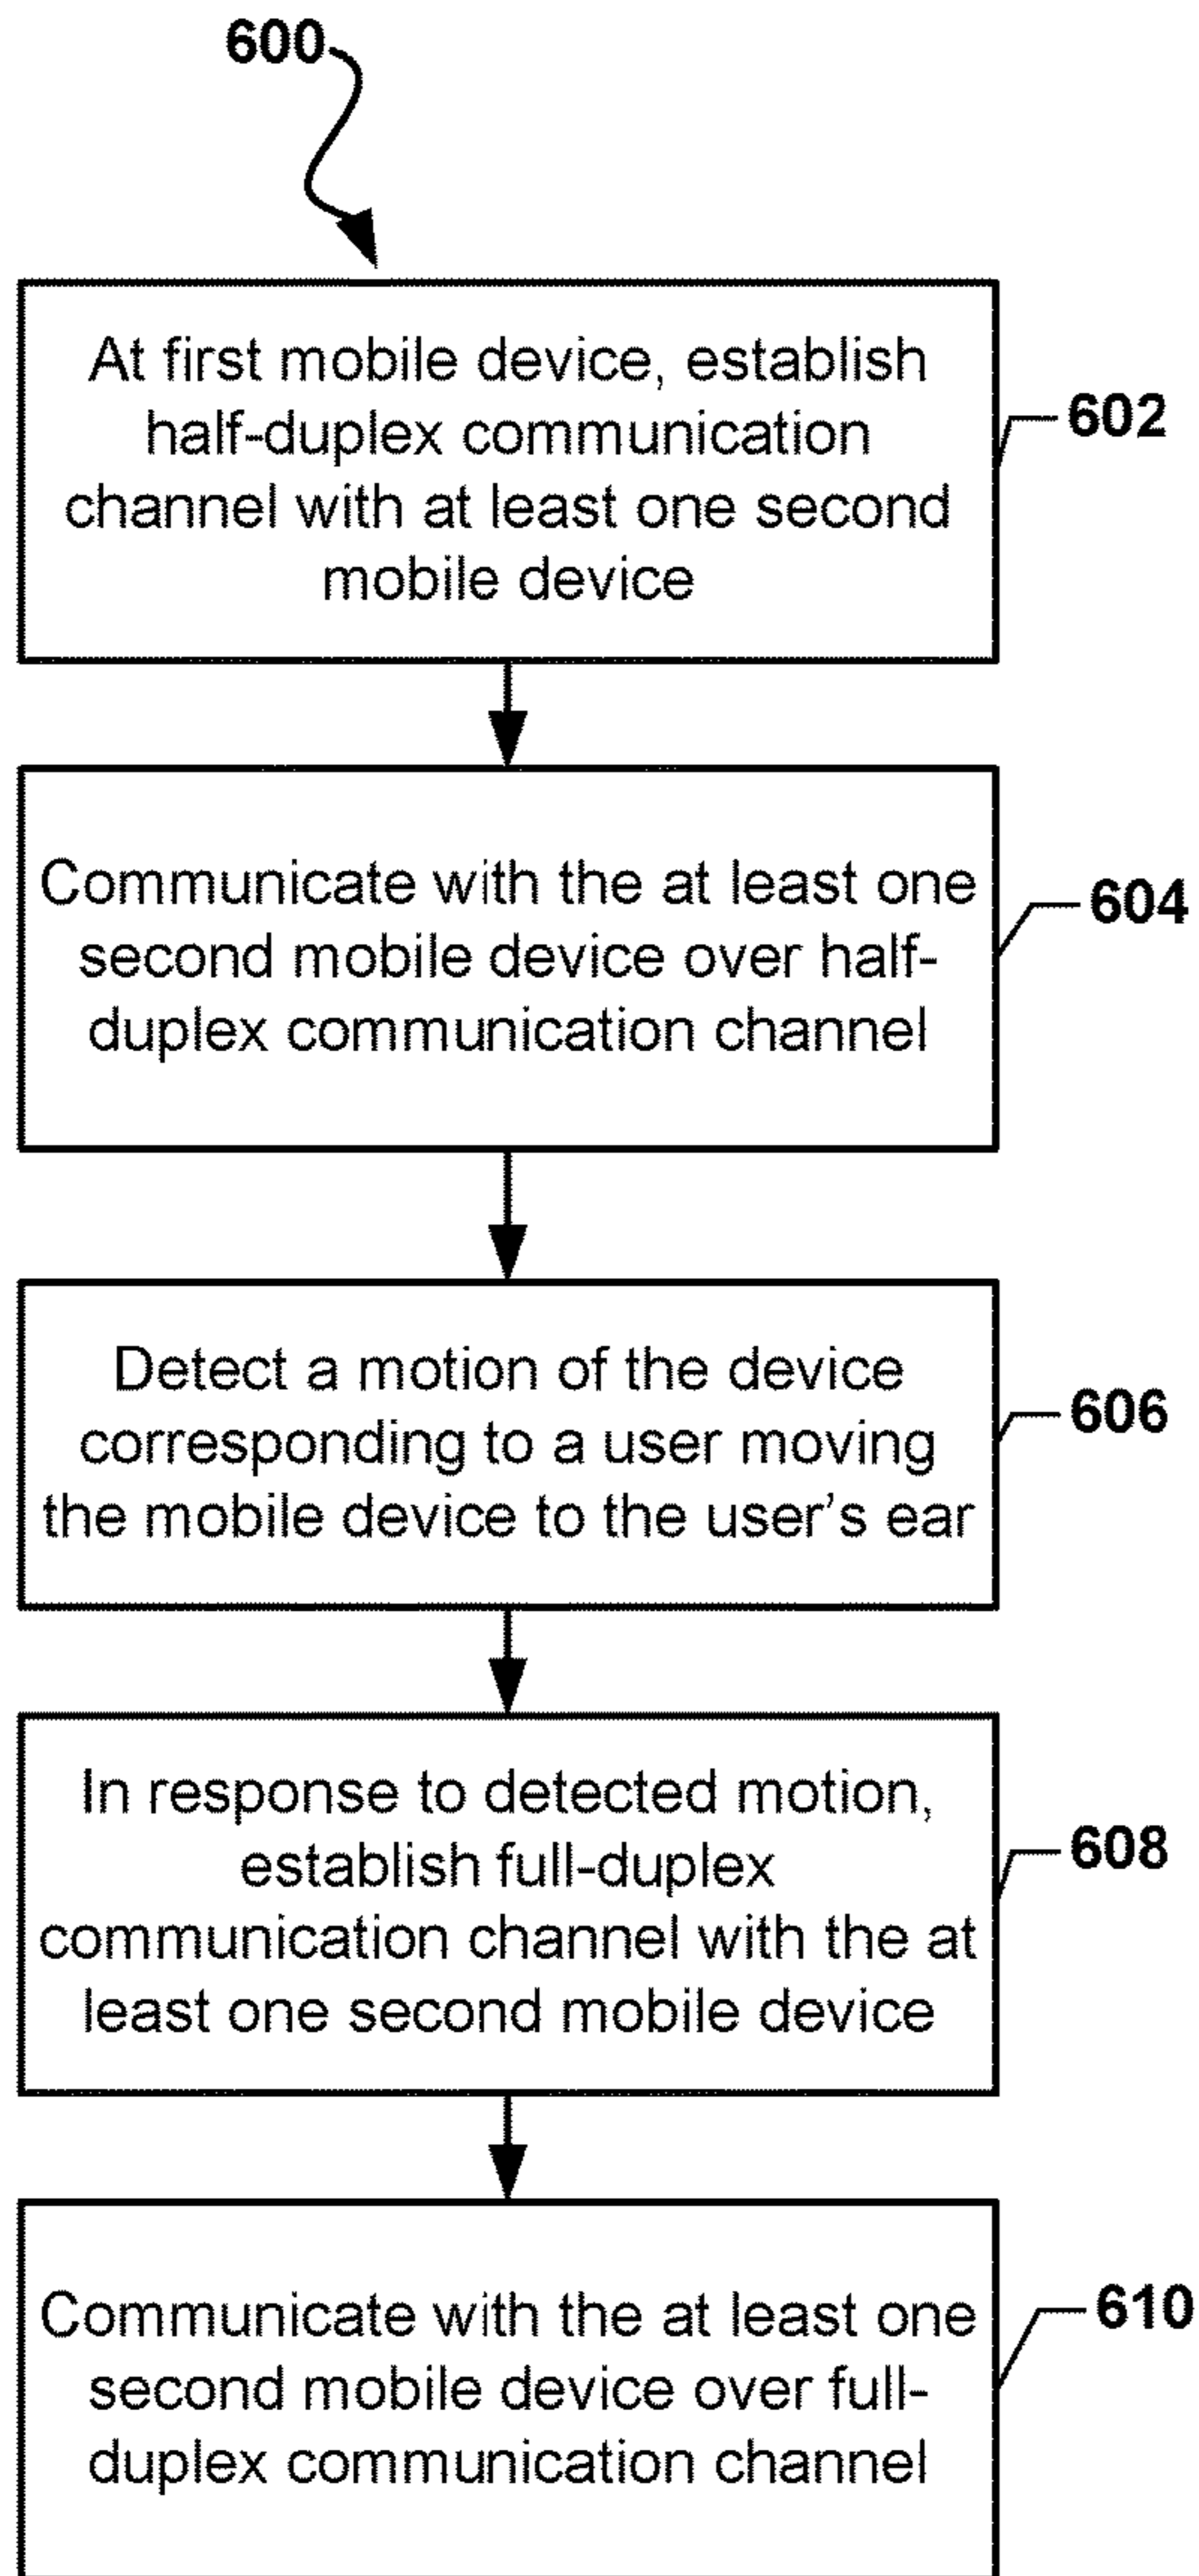 600
At first mobile device, establish
half-duplex communication
channel with at least one second
mobile device
602
Communicate with the at least one
second mobile device over half-
duplex communication channel
604
Detect a motion of the device
corresponding to a user moving
the mobile device to the user’s ear
606
In response to detected motion,
establish full-duplex
communication channel with the at
least one second mobile device
608
Communicate with the at least one
second mobile device over full-
duplex communication channel
610